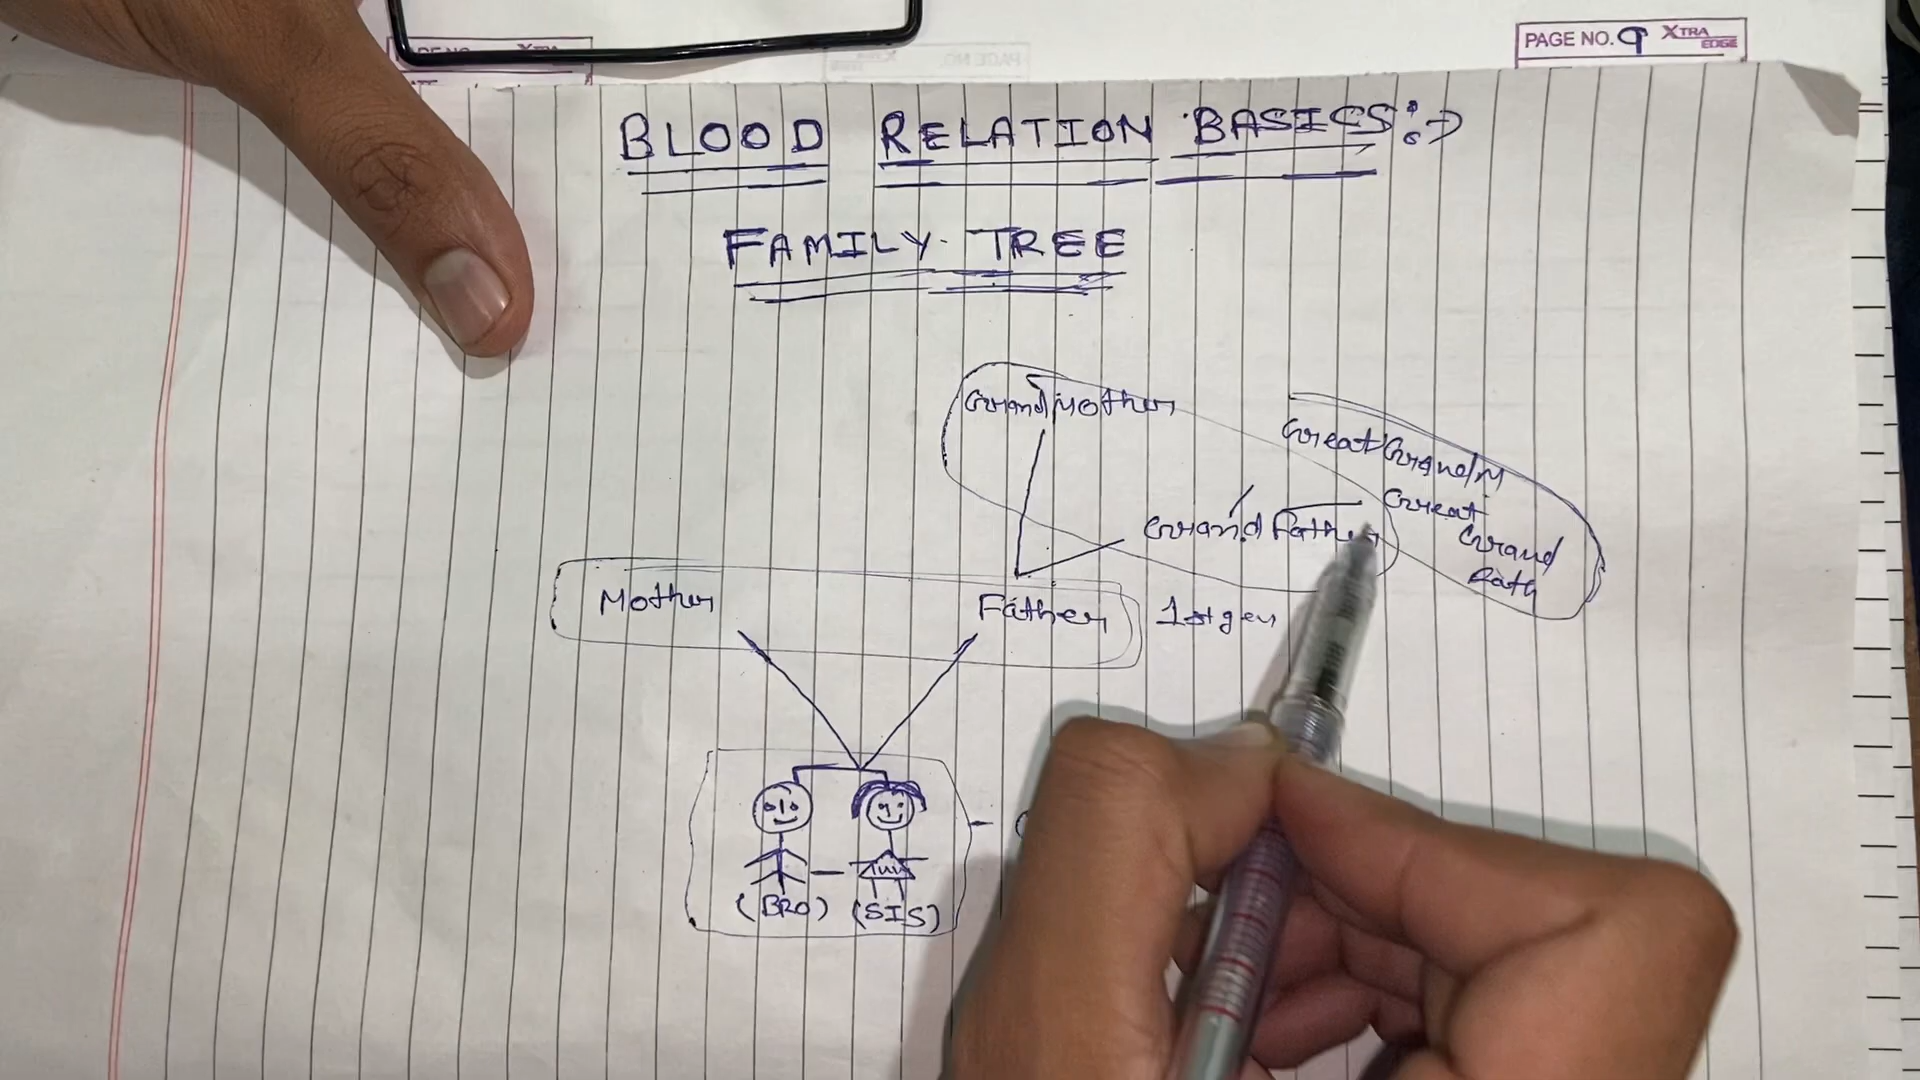 PAGE NO. 9 XTRA EDGE
BLOOD RELATION BASICS :→
FAMILY TREE
Grand Mother
Great Grand M
Great
Grand Father
Grand
Fath
Mother
Father
1st gen
(BRO) (SIS)